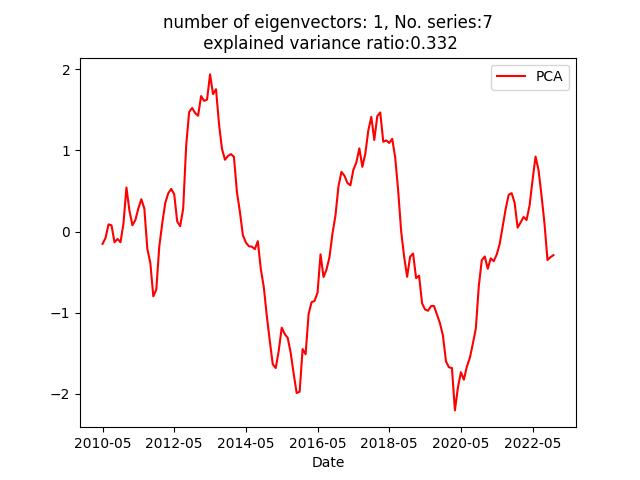 number of eigenvectors: 1, No. series:7
explained variance ratio:0.332
PCA
2
1
0
−1
−2
2010-05 2012-05 2014-05 2016-05 2018-05 2020-05 2022-05
Date